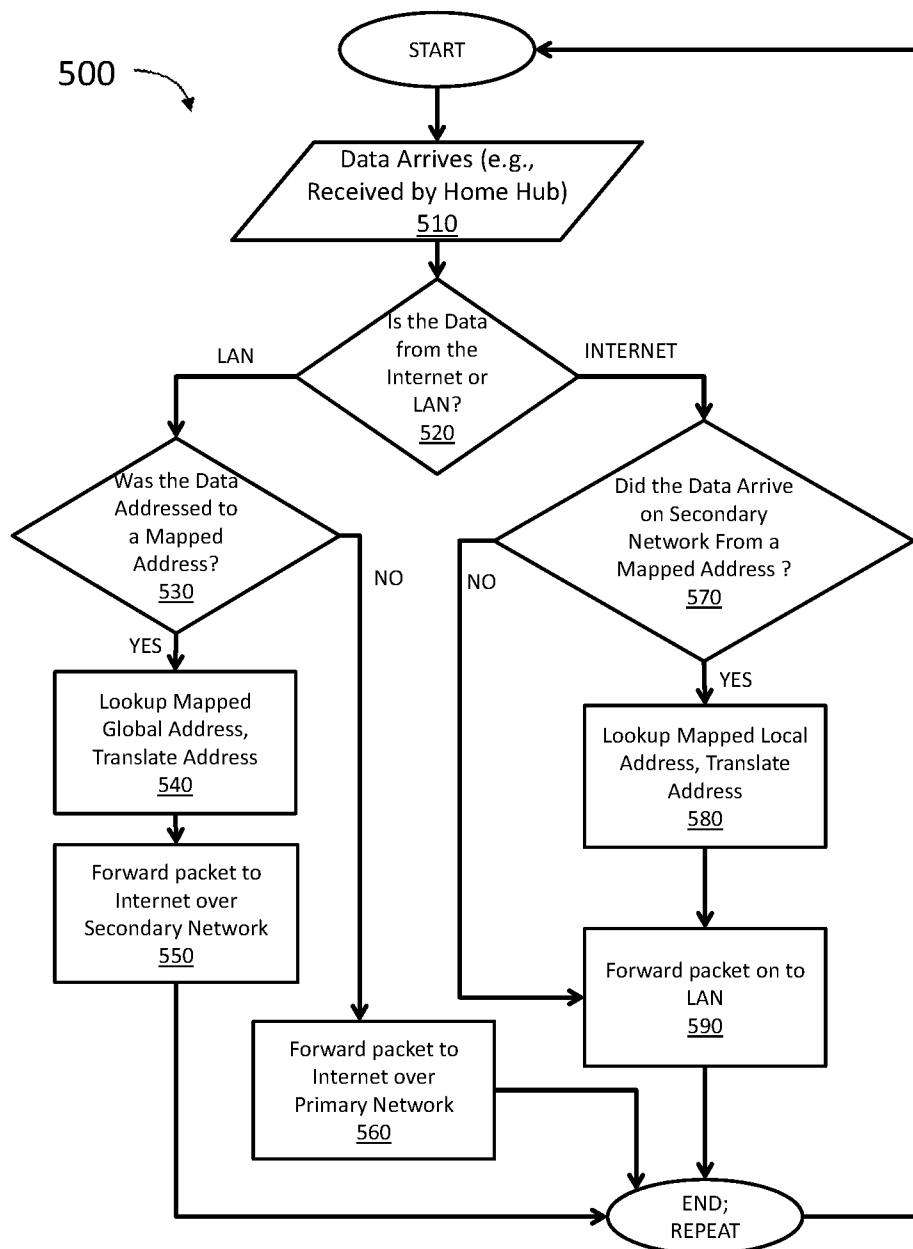 START
500
Data Arrives (e.g.,
Received by Home Hub)
510
Is the Data
from the
Internet or
LAN?
520
LAN
INTERNET
Was the Data
Addressed to
a Mapped
Address?
530
NO
YES
Did the Data Arrive
on Secondary
Network From a
Mapped Address ?
570
NO
YES
Lookup Mapped
Global Address,
Translate Address
540
Lookup Mapped Local
Address, Translate
Address
580
Forward packet to
Internet over
Secondary Network
550
Forward packet on to
LAN
590
Forward packet to
Internet over
Primary Network
560
END;
REPEAT